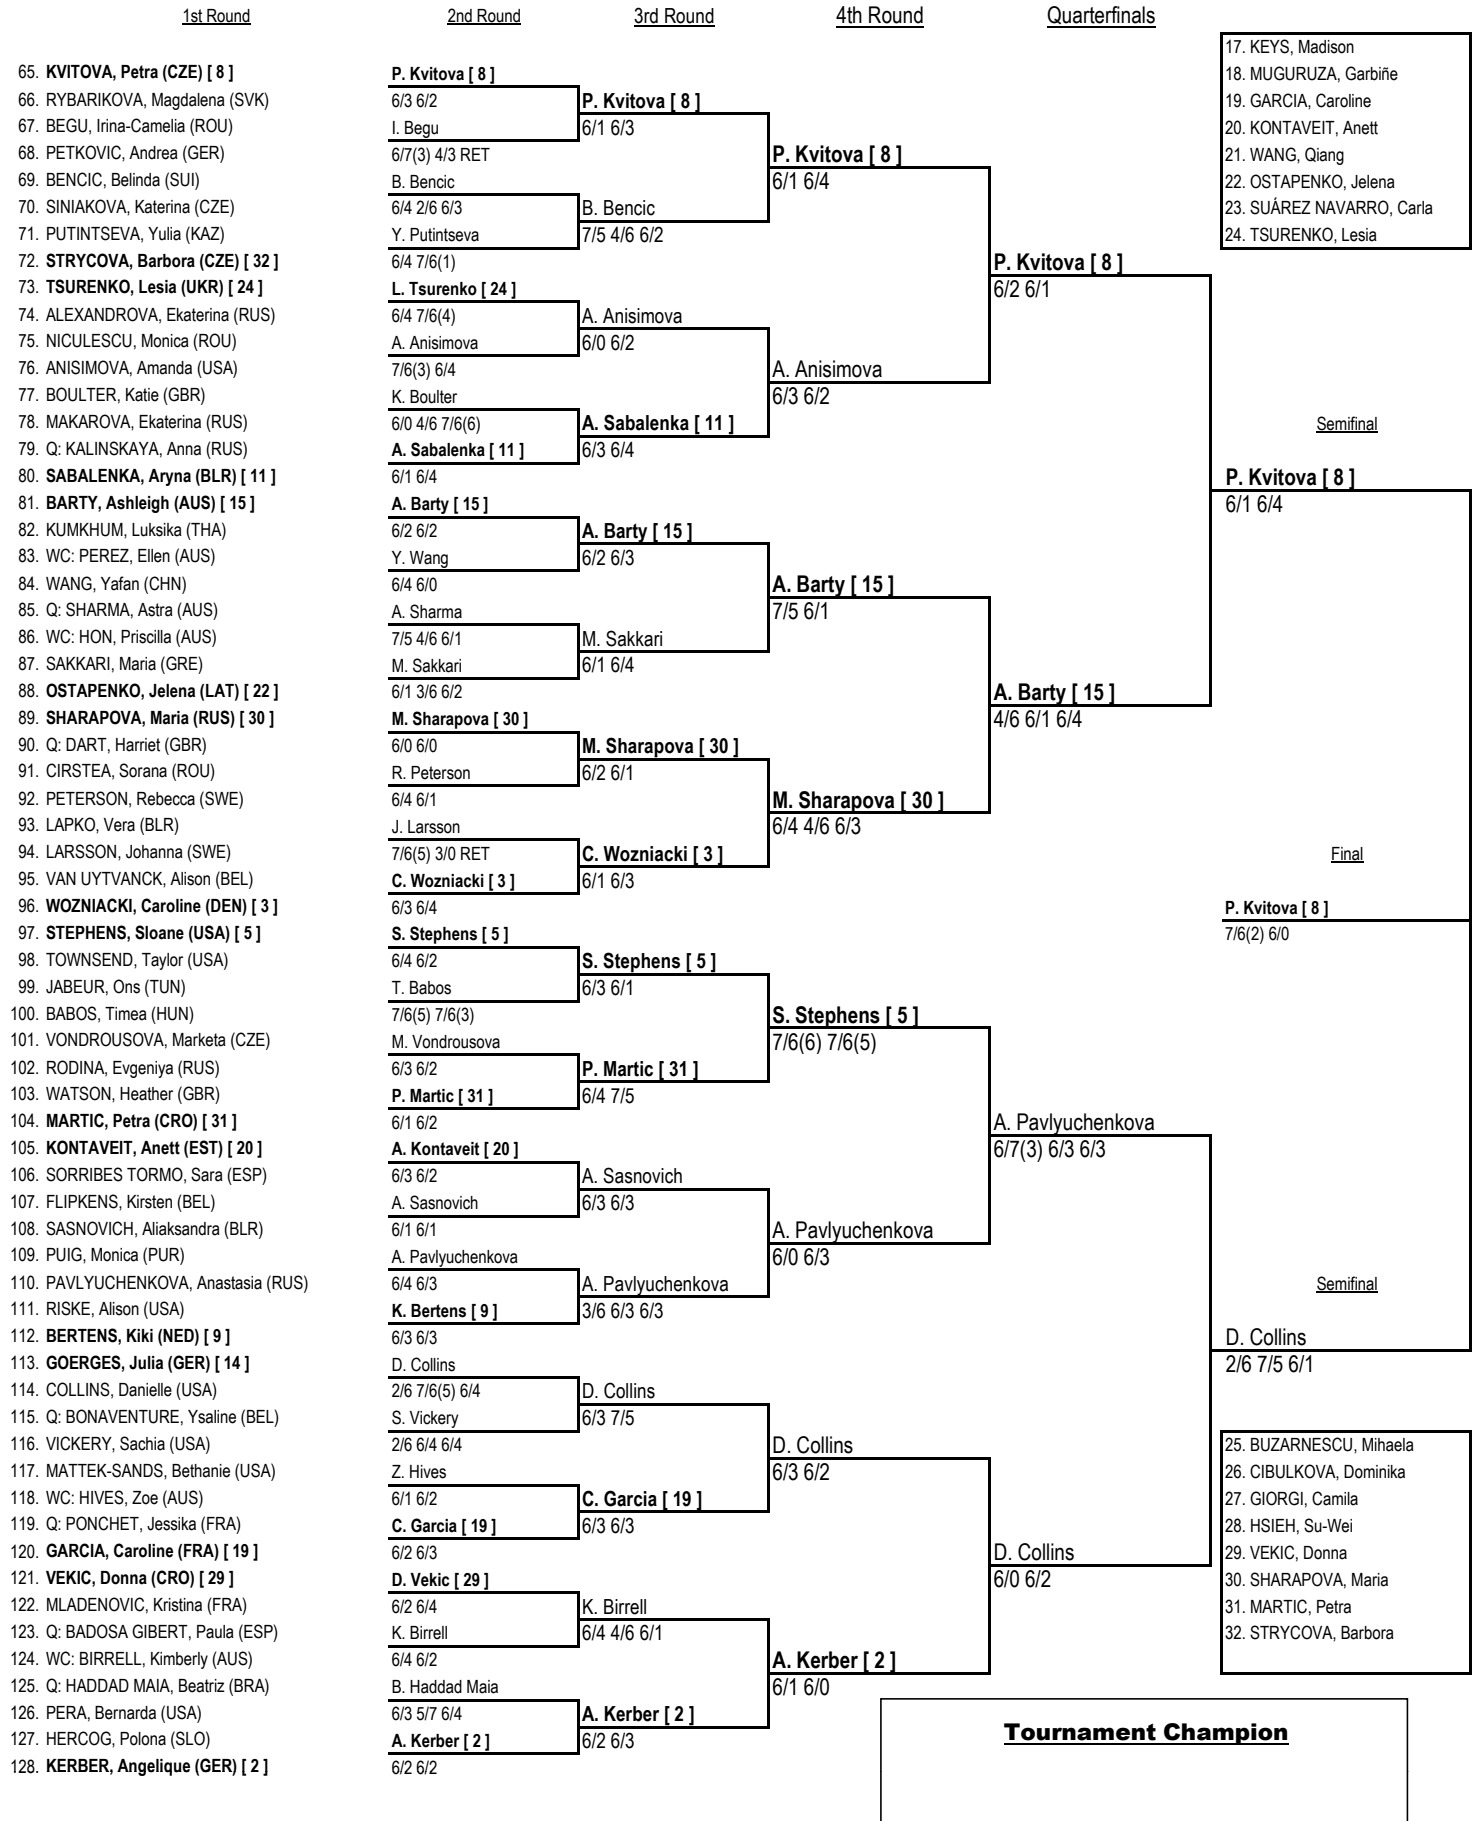 1st Round
2nd Round
3rd Round
4th Round
Quarterfinals
65. KVITOVA, Petra (CZE) [ 8 ]
66. RYBARIKOVA, Magdalena (SVK)
67. BEGU, Irina-Camelia (ROU)
68. PETKOVIC, Andrea (GER)
69. BENCIC, Belinda (SUI)
70. SINIAKOVA, Katerina (CZE)
71. PUTINTSEVA, Yulia (KAZ)
72. STRYCOVA, Barbora (CZE) [ 32 ]
73. TSURENKO, Lesia (UKR) [ 24 ]
74. ALEXANDROVA, Ekaterina (RUS)
75. NICULESCU, Monica (ROU)
76. ANISIMOVA, Amanda (USA)
77. BOULTER, Katie (GBR)
78. MAKAROVA, Ekaterina (RUS)
79. Q: KALINSKAYA, Anna (RUS)
80. SABALENKA, Aryna (BLR) [ 11 ]
81. BARTY, Ashleigh (AUS) [ 15 ]
82. KUMKHUM, Luksika (THA)
83. WC: PEREZ, Ellen (AUS)
84. WANG, Yafan (CHN)
85. Q: SHARMA, Astra (AUS)
86. WC: HON, Priscilla (AUS)
87. SAKKARI, Maria (GRE)
88. OSTAPENKO, Jelena (LAT) [ 22 ]
89. SHARAPOVA, Maria (RUS) [ 30 ]
90. Q: DART, Harriet (GBR)
91. CIRSTEA, Sorana (ROU)
92. PETERSON, Rebecca (SWE)
93. LAPKO, Vera (BLR)
94. LARSSON, Johanna (SWE)
95. VAN UYTVANCK, Alison (BEL)
96. WOZNIACKI, Caroline (DEN) [ 3 ]
97. STEPHENS, Sloane (USA) [ 5 ]
98. TOWNSEND, Taylor (USA)
99. JABEUR, Ons (TUN)
100. BABOS, Timea (HUN)
101. VONDROUSOVA, Marketa (CZE)
102. RODINA, Evgeniya (RUS)
103. WATSON, Heather (GBR)
104. MARTIC, Petra (CRO) [ 31 ]
105. KONTAVEIT, Anett (EST) [ 20 ]
106. SORRIBES TORMO, Sara (ESP)
107. FLIPKENS, Kirsten (BEL)
108. SASNOVICH, Aliaksandra (BLR)
109. PUIG, Monica (PUR)
110. PAVLYUCHENKOVA, Anastasia (RUS)
111. RISKE, Alison (USA)
112. BERTENS, Kiki (NED) [ 9 ]
113. GOERGES, Julia (GER) [ 14 ]
114. COLLINS, Danielle (USA)
115. Q: BONAVENTURE, Ysaline (BEL)
116. VICKERY, Sachia (USA)
117. MATTEK-SANDS, Bethanie (USA)
118. WC: HIVES, Zoe (AUS)
119. Q: PONCHET, Jessika (FRA)
120. GARCIA, Caroline (FRA) [ 19 ]
121. VEKIC, Donna (CRO) [ 29 ]
122. MLADENOVIC, Kristina (FRA)
123. Q: BADOSA GIBERT, Paula (ESP)
124. WC: BIRRELL, Kimberly (AUS)
125. Q: HADDAD MAIA, Beatriz (BRA)
126. PERA, Bernarda (USA)
127. HERCOG, Polona (SLO)
128. KERBER, Angelique (GER) [ 2 ]
P. Kvitova [ 8 ]
6/3 6/2
I. Begu
6/7(3) 4/3 RET
B. Bencic
6/4 2/6 6/3
Y. Putintseva
6/4 7/6(1)
L. Tsurenko [ 24 ]
6/4 7/6(4)
A. Anisimova
7/6(3) 6/4
K. Boulter
6/0 4/6 7/6(6)
A. Sabalenka [ 11 ]
6/1 6/4
A. Barty [ 15 ]
6/2 6/2
Y. Wang
6/4 6/0
A. Sharma
7/5 4/6 6/1
M. Sakkari
6/1 3/6 6/2
M. Sharapova [ 30 ]
6/0 6/0
R. Peterson
6/4 6/1
J. Larsson
7/6(5) 3/0 RET
C. Wozniacki [ 3 ]
6/3 6/4
S. Stephens [ 5 ]
6/4 6/2
T. Babos
7/6(5) 7/6(3)
M. Vondrousova
6/3 6/2
P. Martic [ 31 ]
6/1 6/2
A. Kontaveit [ 20 ]
6/3 6/2
A. Sasnovich
6/1 6/1
A. Pavlyuchenkova
6/4 6/3
K. Bertens [ 9 ]
6/3 6/3
D. Collins
2/6 7/6(5) 6/4
S. Vickery
2/6 6/4 6/4
Z. Hives
6/1 6/2
C. Garcia [ 19 ]
6/2 6/3
D. Vekic [ 29 ]
6/2 6/4
K. Birrell
6/4 6/2
B. Haddad Maia
6/3 5/7 6/4
A. Kerber [ 2 ]
6/2 6/2
P. Kvitova [ 8 ]
6/1 6/3
B. Bencic
7/5 4/6 6/2
A. Anisimova
6/0 6/2
A. Sabalenka [ 11 ]
6/3 6/4
A. Barty [ 15 ]
6/2 6/3
M. Sakkari
6/1 6/4
M. Sharapova [ 30 ]
6/2 6/1
C. Wozniacki [ 3 ]
6/1 6/3
S. Stephens [ 5 ]
6/3 6/1
P. Martic [ 31 ]
6/4 7/5
A. Sasnovich
6/3 6/3
A. Pavlyuchenkova
3/6 6/3 6/3
D. Collins
6/3 7/5
C. Garcia [ 19 ]
6/3 6/3
K. Birrell
6/4 4/6 6/1
A. Kerber [ 2 ]
6/2 6/3
P. Kvitova [ 8 ]
6/1 6/4
A. Anisimova
6/3 6/2
A. Barty [ 15 ]
7/5 6/1
M. Sharapova [ 30 ]
6/4 4/6 6/3
S. Stephens [ 5 ]
7/6(6) 7/6(5)
A. Pavlyuchenkova
6/0 6/3
D. Collins
6/3 6/2
A. Kerber [ 2 ]
6/1 6/0
P. Kvitova [ 8 ]
6/2 6/1
A. Barty [ 15 ]
4/6 6/1 6/4
A. Pavlyuchenkova
6/7(3) 6/3 6/3
D. Collins
6/0 6/2
17. KEYS, Madison
18. MUGURUZA, Garbiñe
19. GARCIA, Caroline
20. KONTAVEIT, Anett
21. WANG, Qiang
22. OSTAPENKO, Jelena
23. SUÁREZ NAVARRO, Carla
24. TSURENKO, Lesia
Semifinal
P. Kvitova [ 8 ]
6/1 6/4
Final
P. Kvitova [ 8 ]
7/6(2) 6/0
Semifinal
D. Collins
2/6 7/5 6/1
25. BUZARNESCU, Mihaela
26. CIBULKOVA, Dominika
27. GIORGI, Camila
28. HSIEH, Su-Wei
29. VEKIC, Donna
30. SHARAPOVA, Maria
31. MARTIC, Petra
32. STRYCOVA, Barbora
Tournament Champion